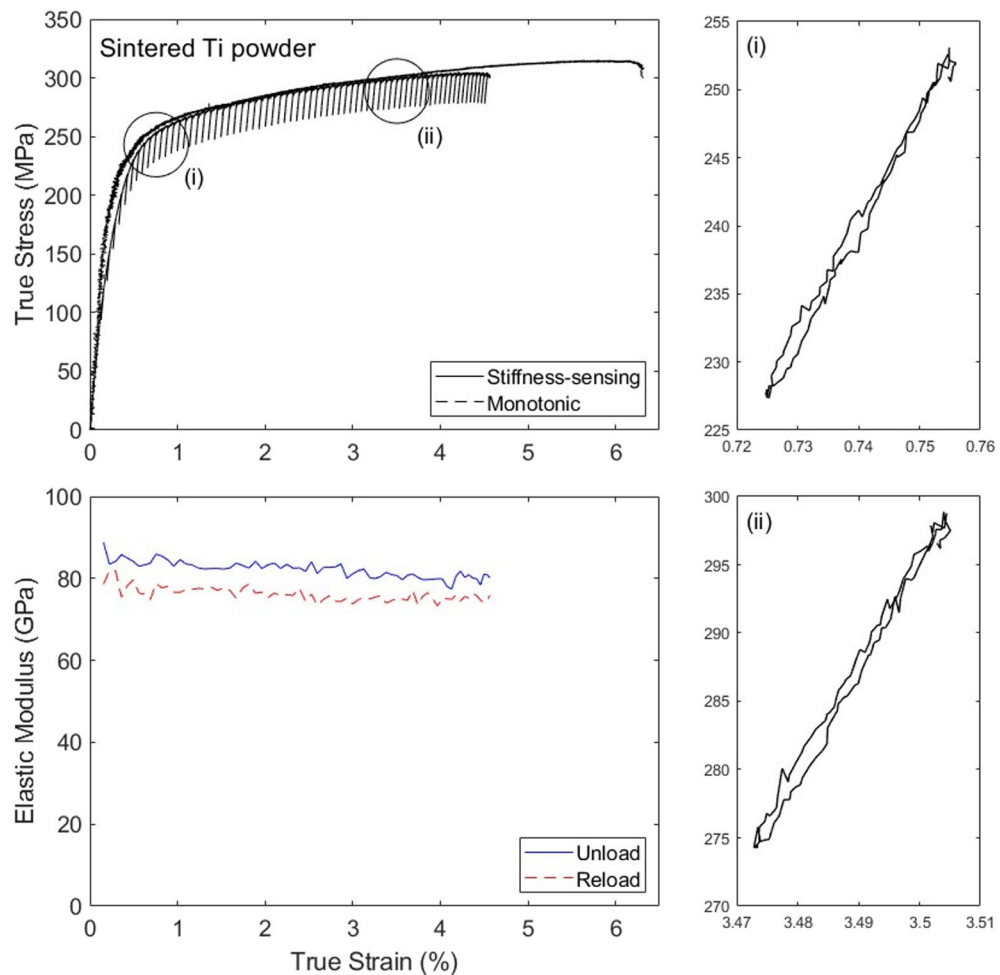 Sintered Ti powder
True Stress (MPa)
350
300
250
200
150
100
50
0
(i)
(ii)
Stiffness-sensing
Monotonic
0 1 2 3 4 5 6
(i)
255
250
245
240
235
230
225
0.72 0.73 0.74 0.75 0.76
Elastic Modulus (GPa)
100
80
60
40
20
0
Unload
Reload
0 1 2 3 4 5 6
True Strain (%)
(ii)
300
295
290
285
280
275
270
3.47 3.48 3.49 3.5 3.51